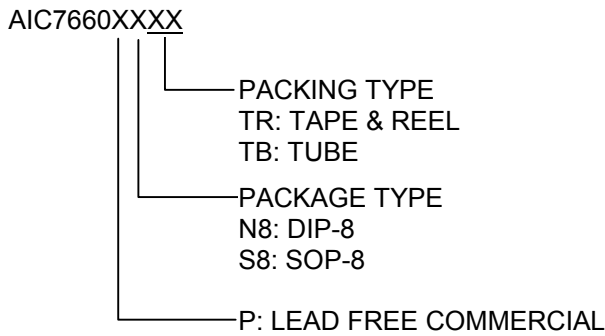 AIC7660XXXX
PACKING TYPE
TR: TAPE & REEL
TB: TUBE
PACKAGE TYPE
N8: DIP-8
S8: SOP-8
P: LEAD FREE COMMERCIAL